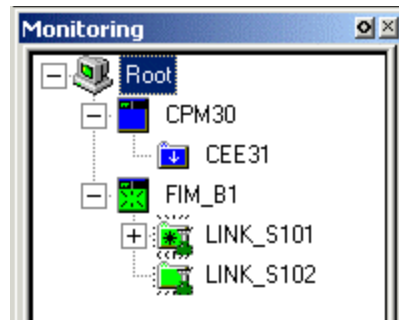 Monitoring
Root
CPM30
CEE31
FIM_B1
LINK_S101
LINK_S102